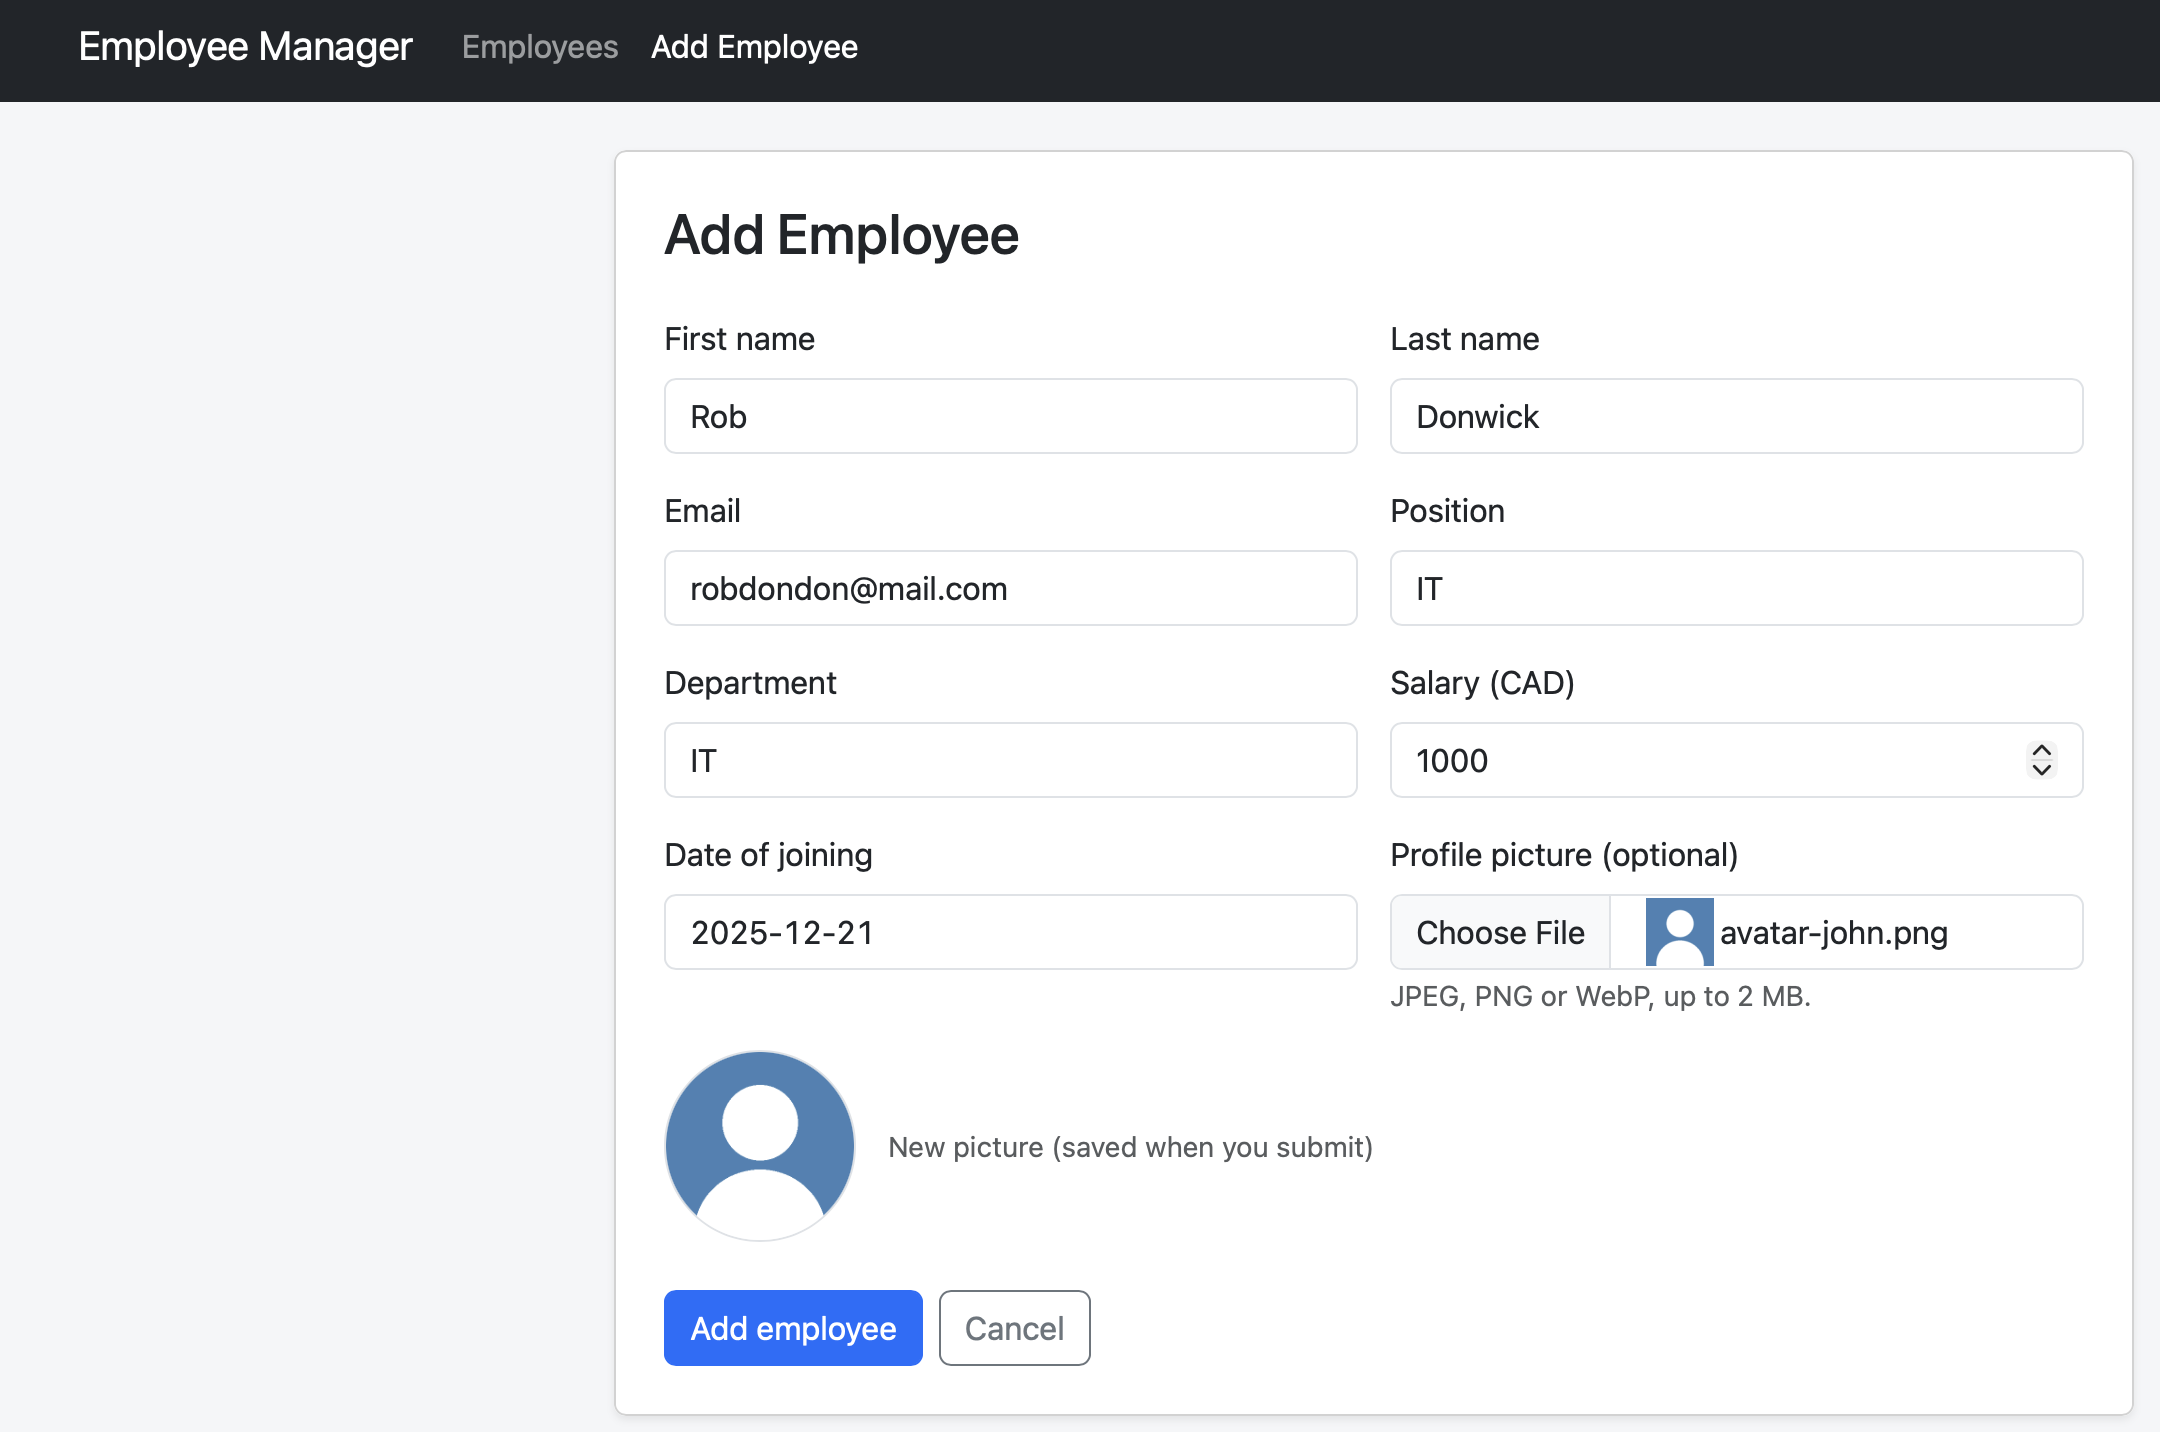 Employee Manager Employees Add Employee
Add Employee
First name
Last name
Rob
Donwick
Email
Position
robdondon@mail.com
IT
Department
Salary (CAD)
IT
1000
Date of joining
Profile picture (optional)
2025-12-21
Choose File avatar-john.png
JPEG, PNG or WebP, up to 2 MB.
New picture (saved when you submit)
Add employee
Cancel